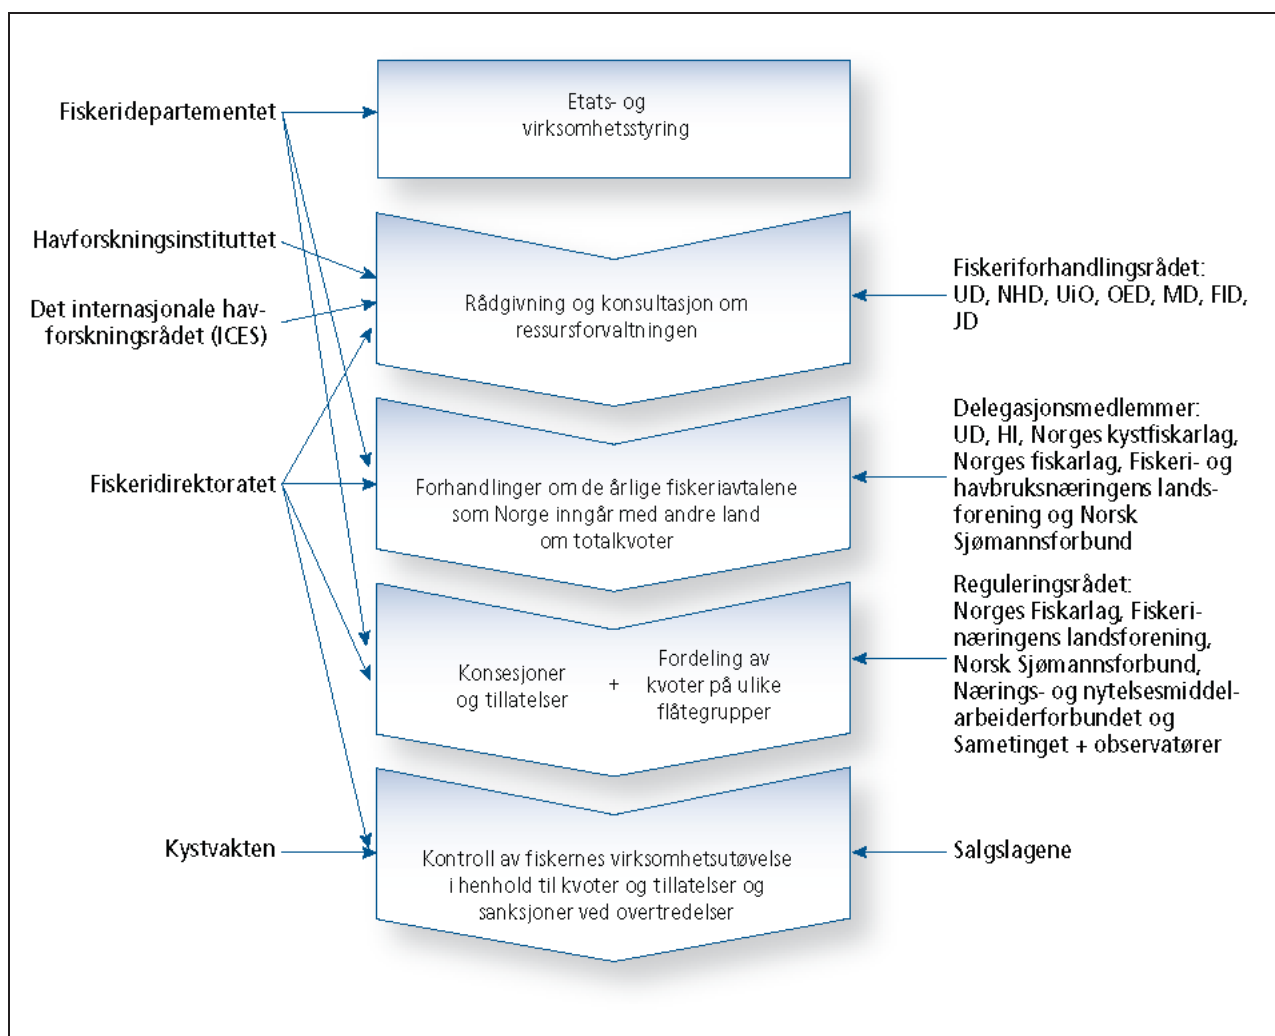 Fiskeridepartementet
Etats- og
virksomhetsstyring
Havforskningsinstituttet
Det internasjonale hav-
forskningsrådet (ICES)
Rådgivning og konsultasjon om
ressursforvaltningen
Fiskeriforhandlingsrådet:
UD, NHD, UiO, OED, MD, FID,
JD
Fiskeridirektoratet
Forhandlinger om de årlige fiskeriavtalene
som Norge inngår med andre land
om totalkvoter
Delegasjonsmedlemmer:
UD, HI, Norges kystfiskarlag,
Norges fiskarlag, Fiskeri- og
havbruksnæringens lands-
forening og Norsk
Sjømannsforbund
Konsesjoner
og tillatelser
+
Fordeling av
kvoter på ulike
flåtegrupper
Reguleringsrådet:
Norges Fiskarlag, Fiskeri-
næringens landsforening,
Norsk Sjømannsforbund,
Nærings- og nytelsesmiddel-
arbeiderforbundet og
Sametinget + observatører
Kystvakten
Kontroll av fiskernes virksomhetsutøvelse
i henhold til kvoter og tillatelser og
sanksjoner ved overtredelser
Salgslagene